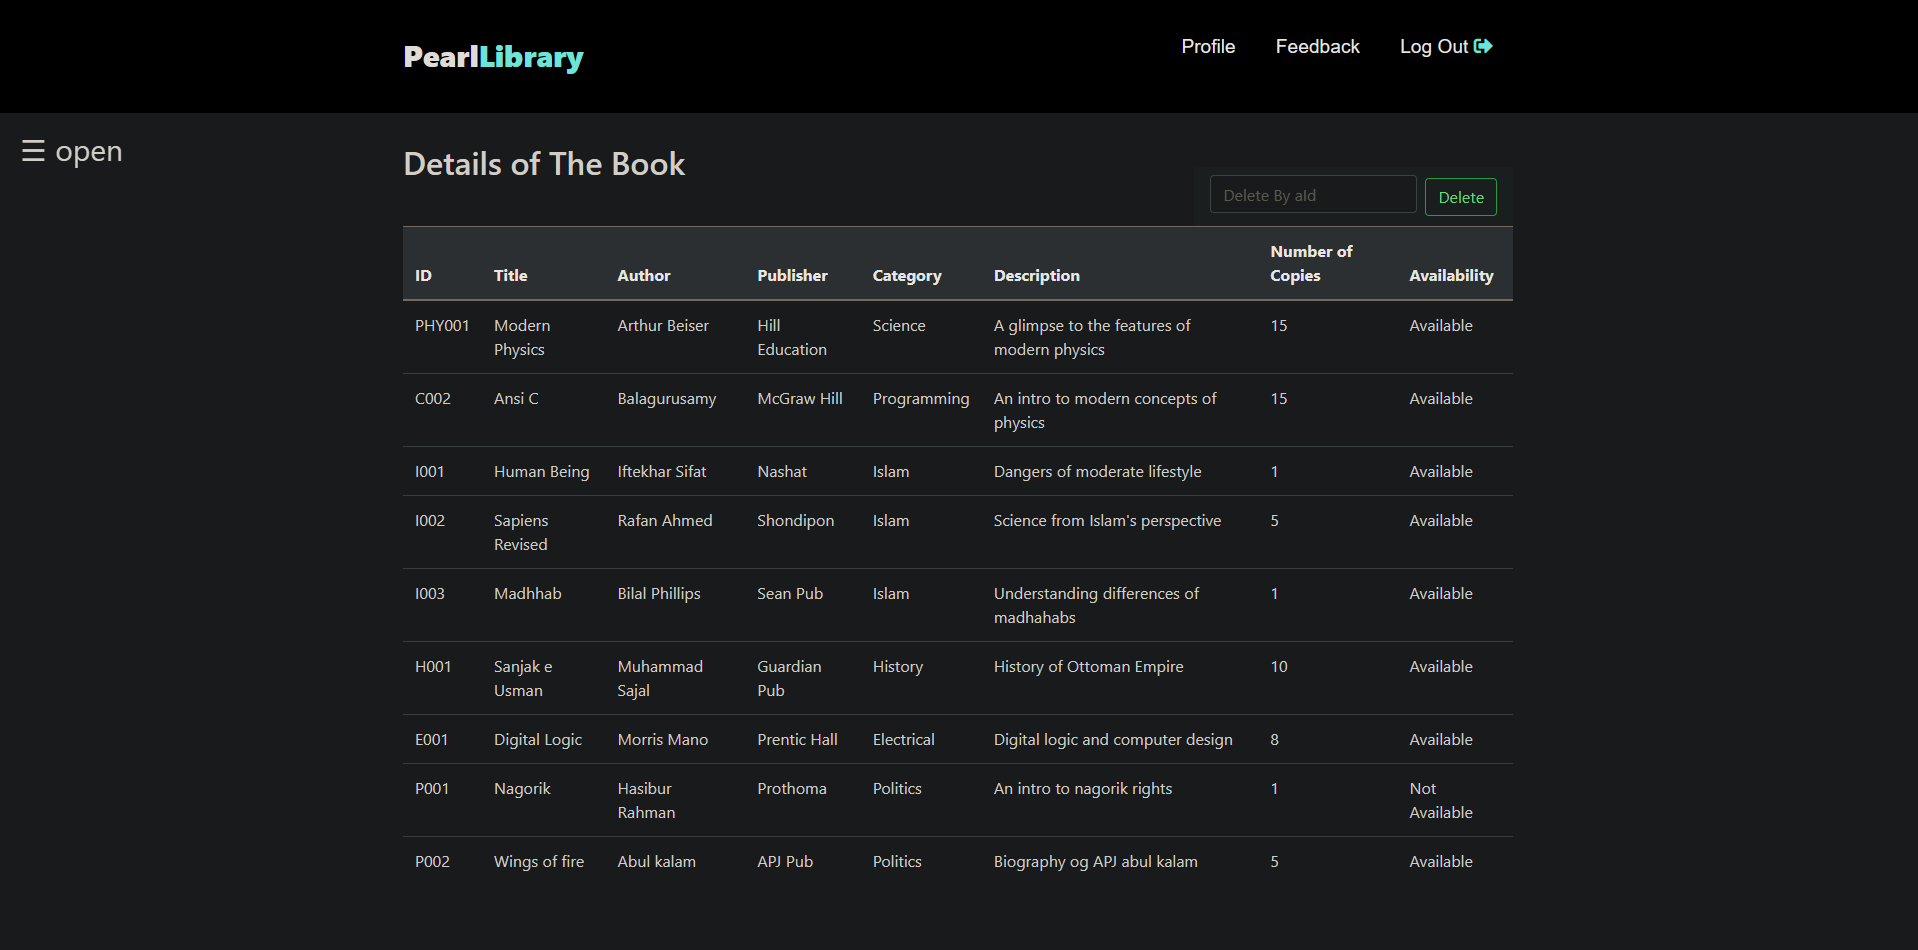 PearlLibrary
Profile Feedback Log Out
☰ open
Details of The Book
Delete By aId Delete
ID Title Author Publisher Category Description Number of Copies Availability
PHY001 Modern Physics Arthur Beiser Hill Education Science A glimpse to the features of modern physics 15 Available
C002 Ansi C Balagurusamy McGraw Hill Programming An intro to modern concepts of physics 15 Available
I001 Human Being Iftekhar Sifat Nashat Islam Dangers of moderate lifestyle 1 Available
I002 Sapiens Revised Rafan Ahmed Shondipon Islam Science from Islam's perspective 5 Available
I003 Madhhab Bilal Phillips Sean Pub Islam Understanding differences of madhahabs 1 Available
H001 Sanjak e Usman Muhammad Sajal Guardian Pub History History of Ottoman Empire 10 Available
E001 Digital Logic Morris Mano Prentic Hall Electrical Digital logic and computer design 8 Available
P001 Nagorik Hasibur Rahman Prothoma Politics An intro to nagorik rights 1 Not Available
P002 Wings of fire Abul kalam APJ Pub Politics Biography og APJ abul kalam 5 Available